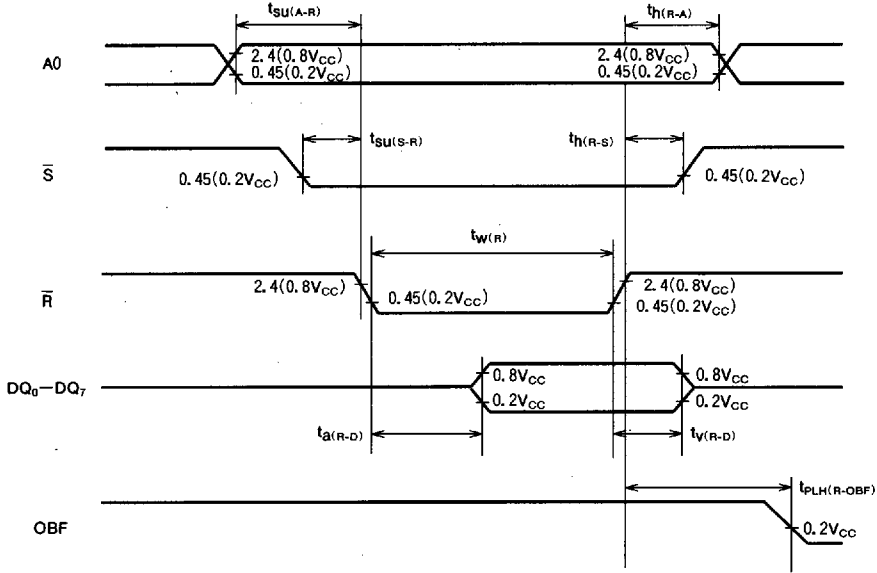 tsu(A-R)
th(R-A)
A0
2.4(0.8VCC)
0.45(0.2VCC)
2.4(0.8VCC)
0.45(0.2VCC)
tsu(S-R)
th(R-S)
S̅
0.45(0.2VCC)
0.45(0.2VCC)
tw(R)
R̅
2.4(0.8VCC)
0.45(0.2VCC)
2.4(0.8VCC)
0.45(0.2VCC)
DQ0—DQ7
0.8VCC
0.2VCC
0.8VCC
0.2VCC
ta(R-D)
tv(R-D)
tPLH(R-OBF)
OBF
0.2VCC